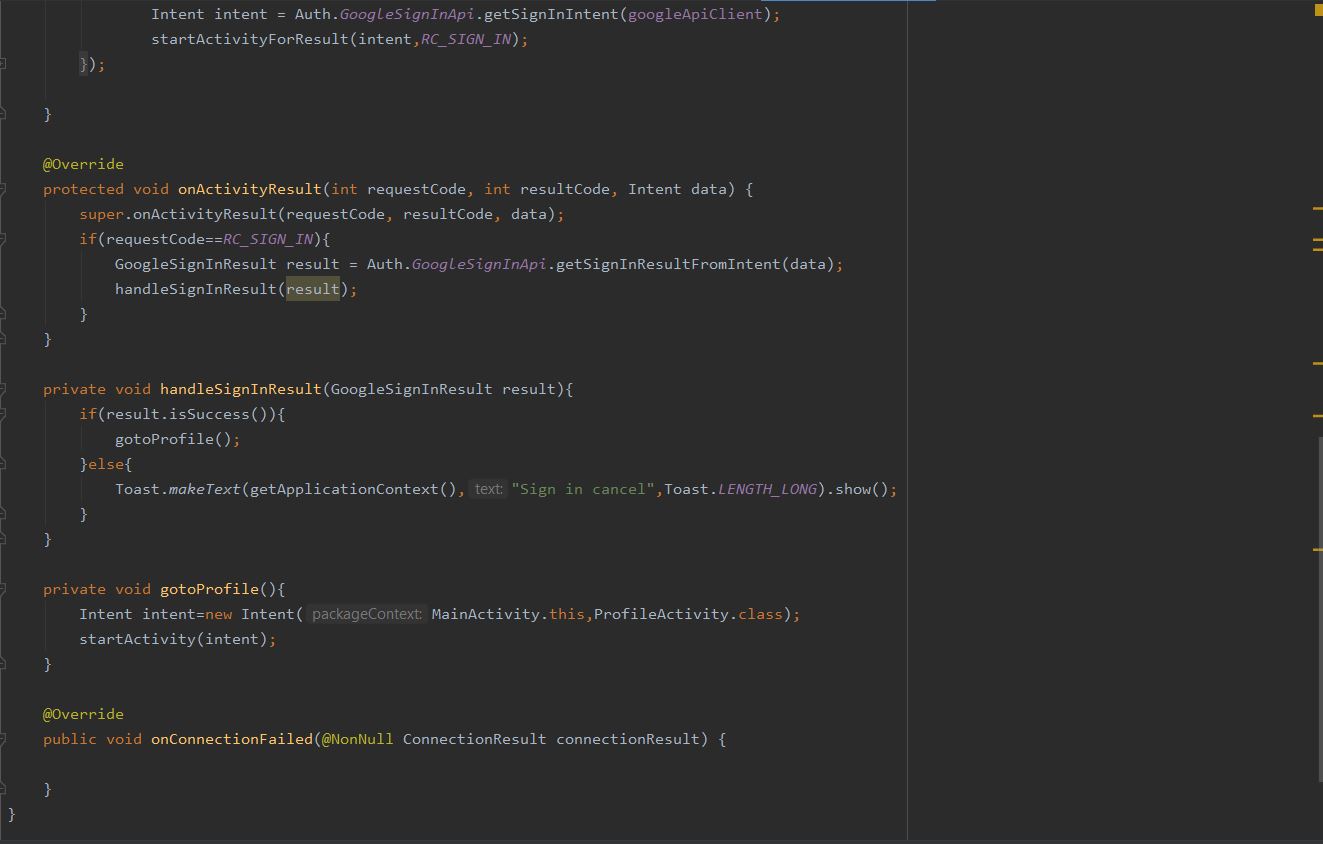 Intent intent = Auth.GoogleSignInApi.getSignInIntent(googleApiClient);
startActivityForResult(intent,RC_SIGN_IN);
});
}
@Override
protected void onActivityResult(int requestCode, int resultCode, Intent data) {
super.onActivityResult(requestCode, resultCode, data);
if(requestCode==RC_SIGN_IN){
GoogleSignInResult result = Auth.GoogleSignInApi.getSignInResultFromIntent(data);
handleSignInResult(result);
}
}
private void handleSignInResult(GoogleSignInResult result){
if(result.isSuccess()){
gotoProfile();
}else{
Toast.makeText(getApplicationContext(), text: "Sign in cancel",Toast.LENGTH_LONG).show();
}
}
private void gotoProfile(){
Intent intent=new Intent( packageContext: MainActivity.this,ProfileActivity.class);
startActivity(intent);
}
@Override
public void onConnectionFailed(@NonNull ConnectionResult connectionResult) {
}
}